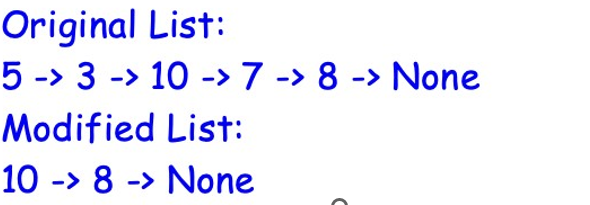 Original List:
5 -> 3 -> 10 -> 7 -> 8 -> None
Modified List:
10 -> 8 -> None